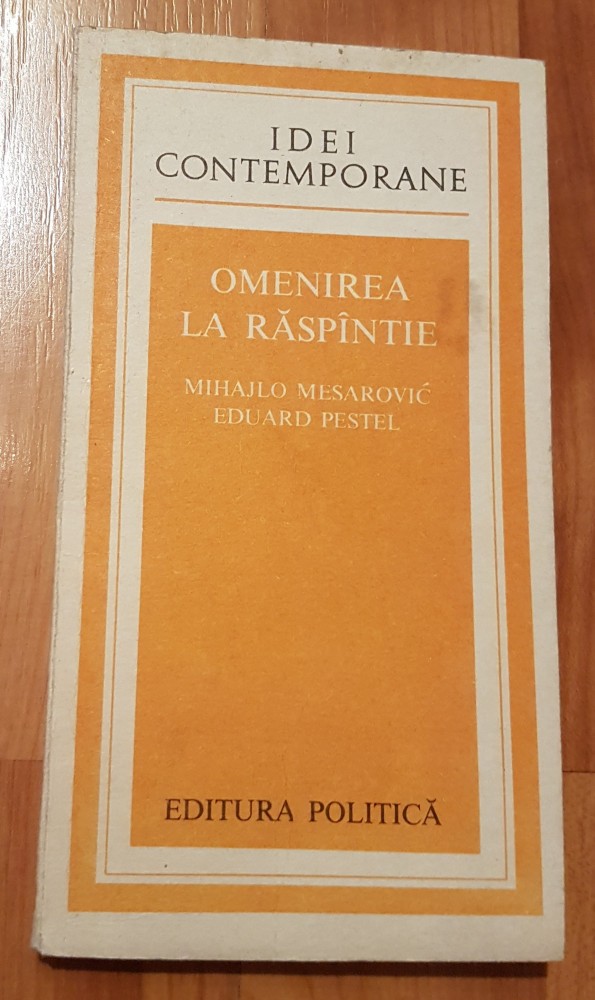 IDEI
CONTEMPORANE
OMENIREA
LA RĂSPÎNTIE
MIHAJLO MESAROVIĆ
EDUARD PESTEL
EDITURA POLITICĂ